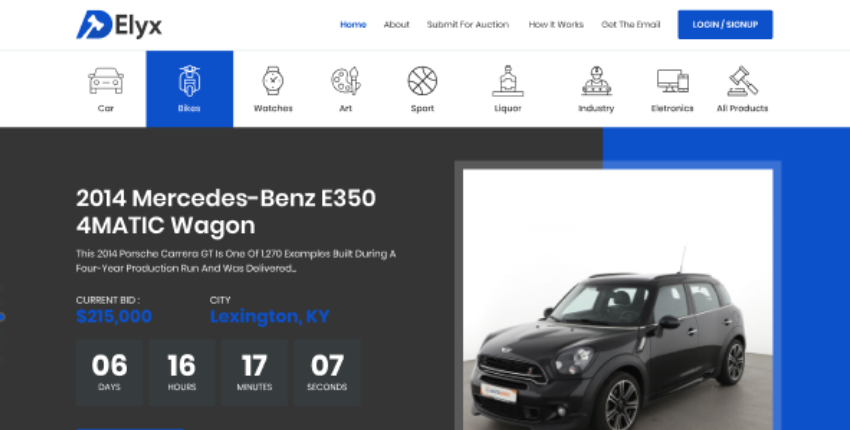 Elyx
Home About Submit For Auction How It Works Get The Email LOGIN / SIGNUP
Car Bikes Watches Art Sport Liquor Industry Eletronics All Products
2014 Mercedes-Benz E350
4MATIC Wagon
This 2014 Porsche Carrera GT Is One Of 1,270 Examples Built During A
Four-Year Production Run And Was Delivered...
CURRENT BID : CITY
$215,000 Lexington, KY
06 16 17 07
DAYS HOURS MINUTES SECONDS